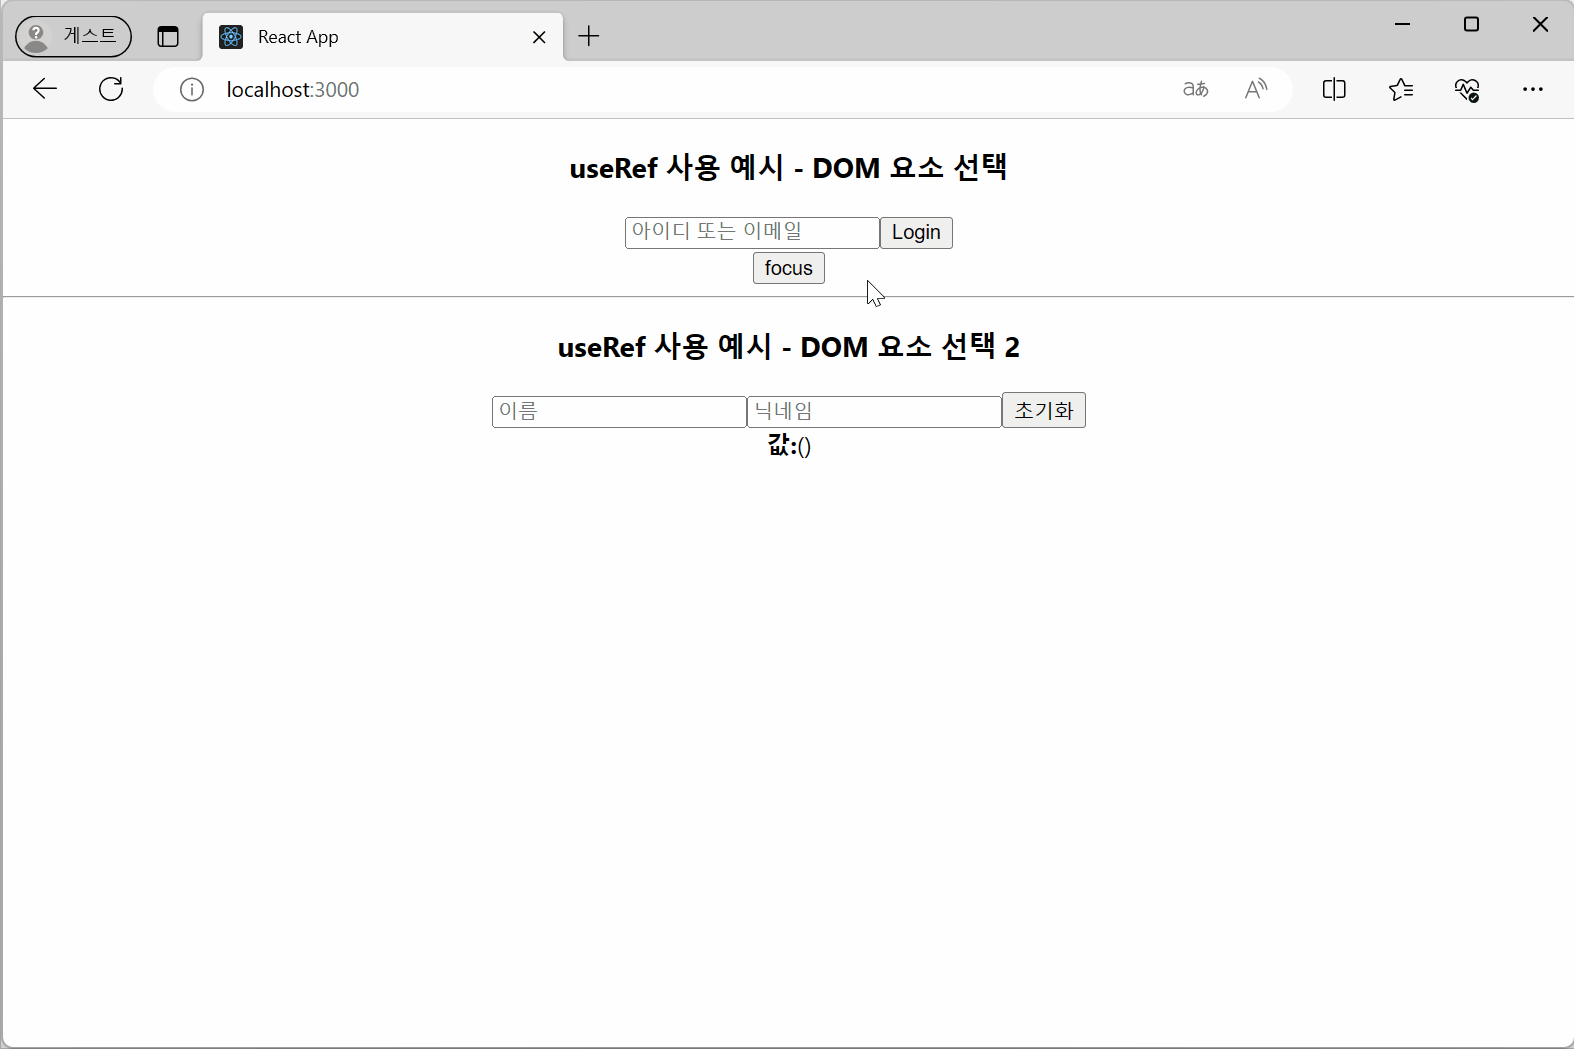 게스트
React App
localhost:3000
aあ
A
useRef 사용 예시 - DOM 요소 선택
아이디 또는 이메일 Login
focus
useRef 사용 예시 - DOM 요소 선택 2
이름 닉네임 초기화
값:()